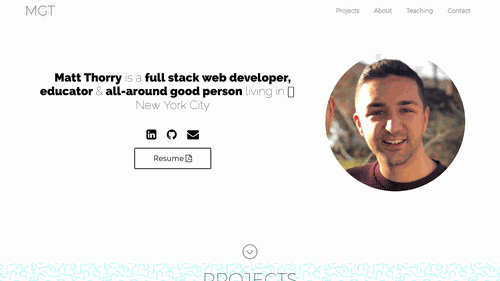 MGT
Projects About Teaching Contact
Matt Thorry is a full stack web developer,
educator & all-around good person living in
New York City
Resume
PROJECTS